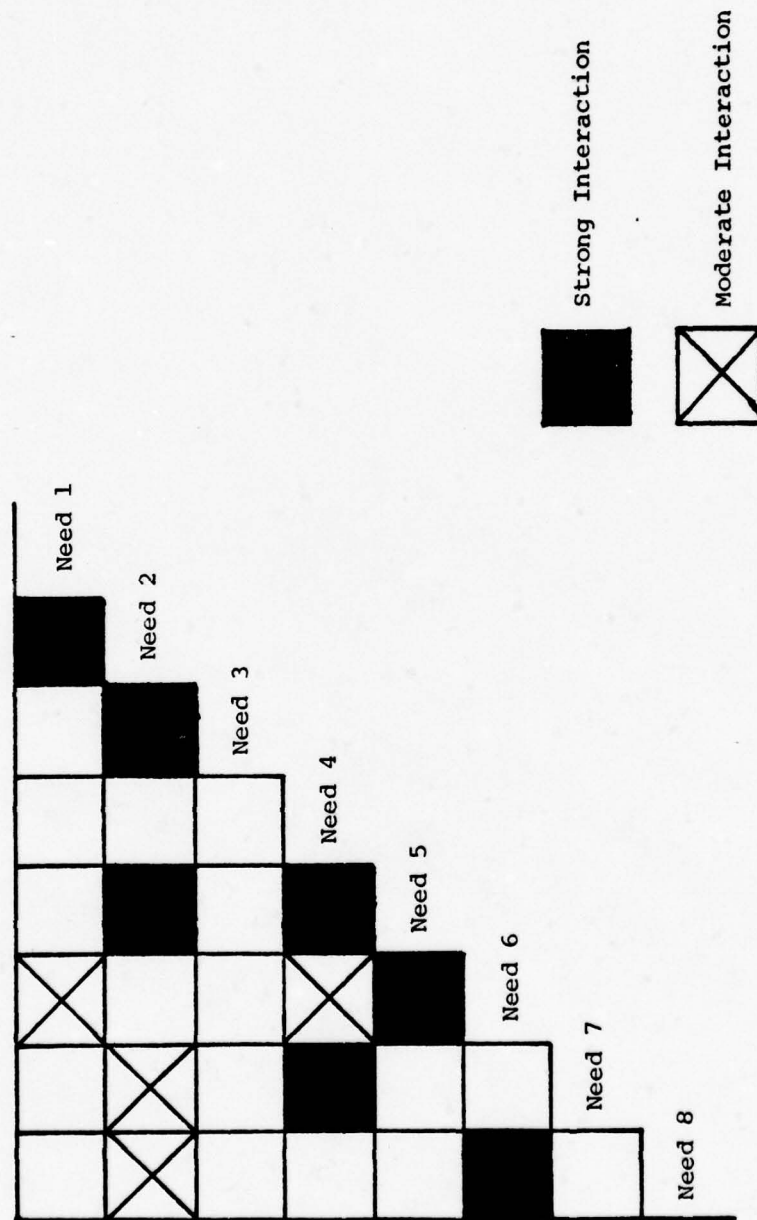 Need 1
Need 2
Need 3
Need 4
Need 5
Need 6
Need 7
Need 8
Strong Interaction
Moderate Interaction